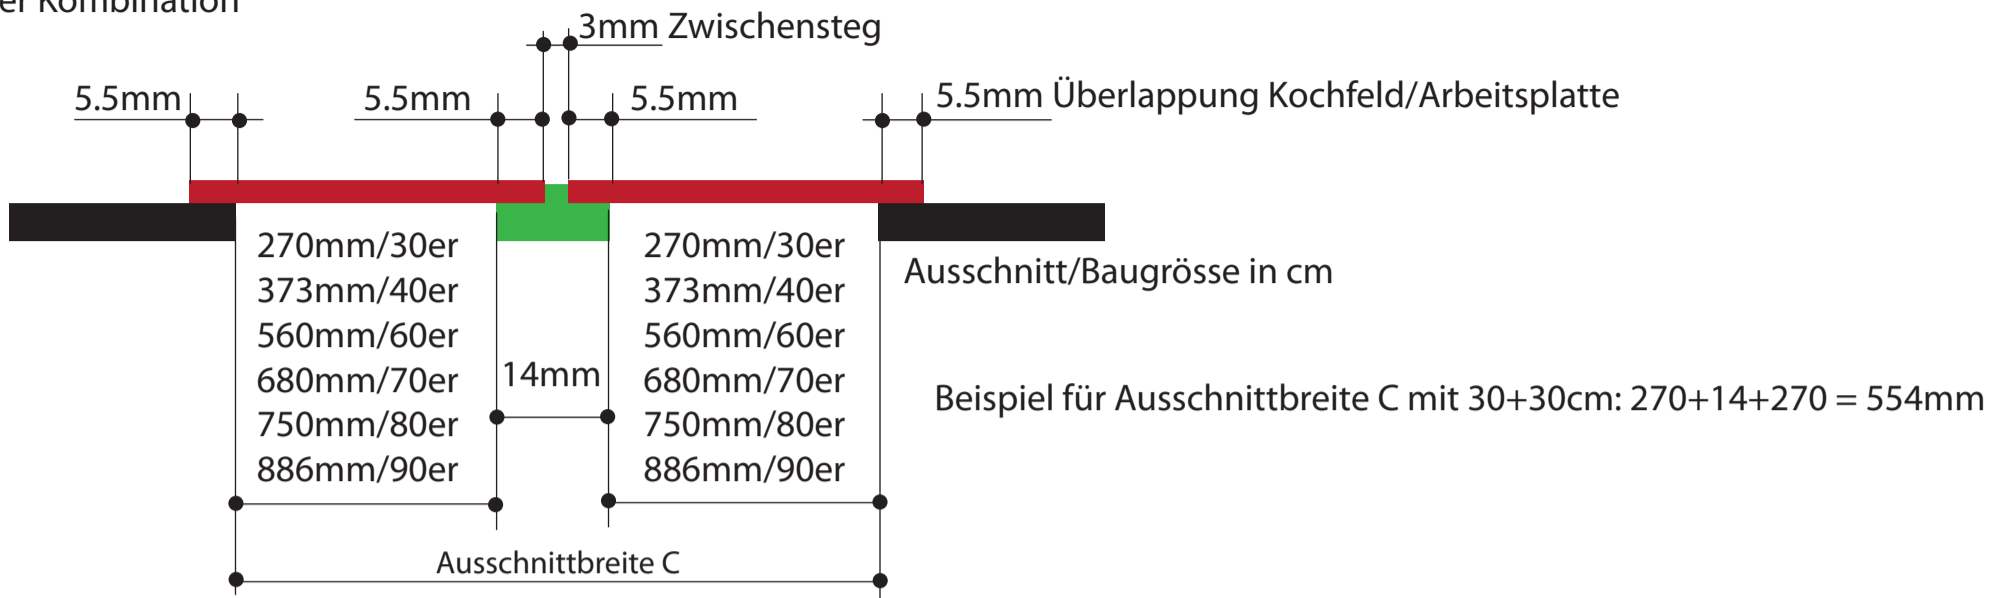 er Kombination
3mm Zwischensteg
5.5mm 5.5mm 5.5mm 5.5mm Überlappung Kochfeld/Arbeitsplatte
270mm/30er 270mm/30er
Ausschnitt/Baugrösse in cm
373mm/40er 373mm/40er
560mm/60er 560mm/60er
680mm/70er 14mm 680mm/70er
Beispiel für Ausschnittbreite C mit 30+30cm: 270+14+270 = 554mm
750mm/80er 750mm/80er
886mm/90er 886mm/90er
Ausschnittbreite C